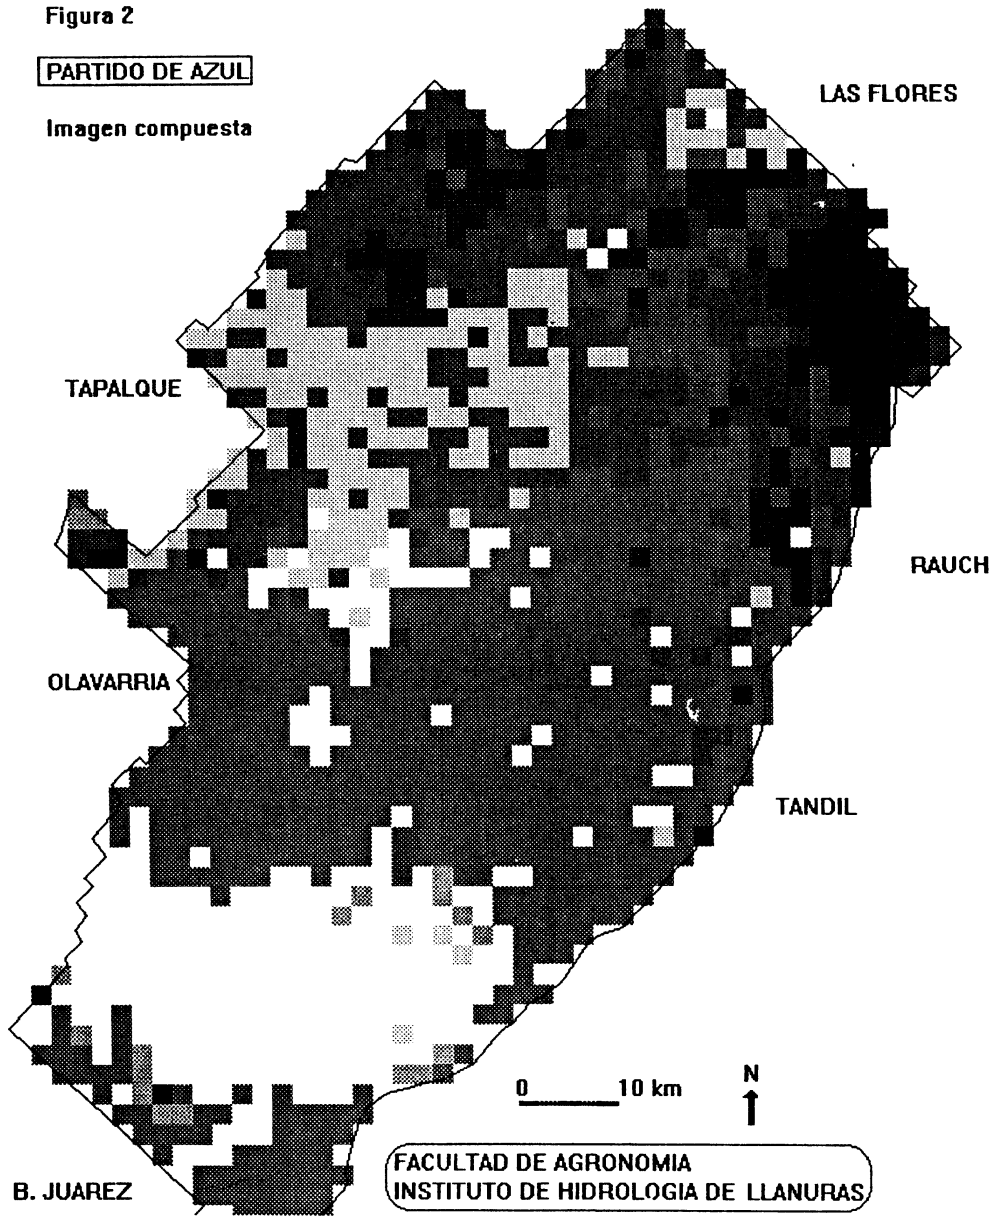 Figura 2
PARTIDO DE AZUL
Imagen compuesta
LAS FLORES
TAPALQUE
RAUCH
OLAVARRIA
TANDIL
0 10 km
N
FACULTAD DE AGRONOMIA
INSTITUTO DE HIDROLOGIA DE LLANURAS
B. JUAREZ